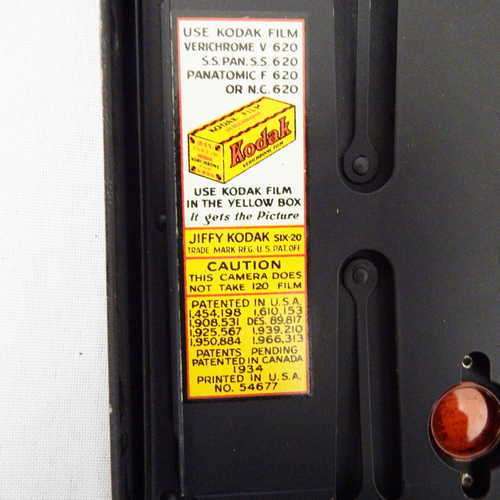 USE KODAK FILM
VERICHROME V 620
S.S. PAN. S.S. 620
PANATOMIC F 620
OR N.C. 620
KODAK FILM
Kodak
VERICHROME FILM
USE KODAK FILM
IN THE YELLOW BOX
It gets the Picture
JIFFY KODAK SIX-20
TRADE MARK REG. U.S. PAT. OFF.
CAUTION
THIS CAMERA DOES
NOT TAKE 120 FILM
PATENTED IN U.S.A.
1,454,198 1,610,153
1,908,531 DES. 89,817
1,925,567 1,939,210
1,950,884 1,966,313
PATENTS PENDING
PATENTED IN CANADA
1934
PRINTED IN U.S.A.
NO. 54677